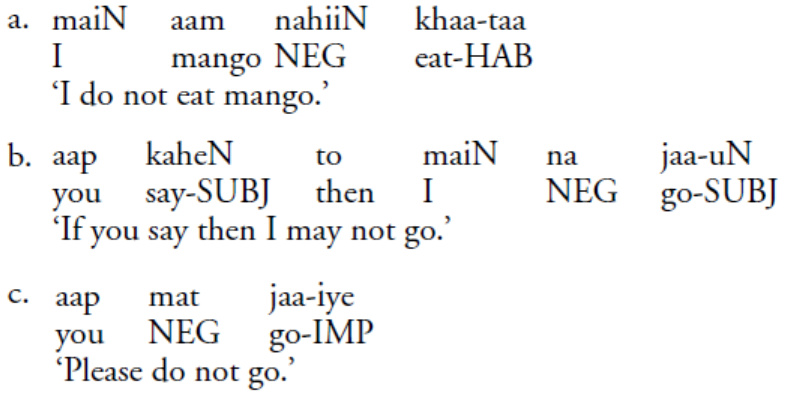 a. maiN aam nahiiN khaa-taa
I mango NEG eat-HAB
‘I do not eat mango.’
b. aap kaheN to maiN na jaa-uN
you say-SUBJ then I NEG go-SUBJ
‘If you say then I may not go.’
c. aap mat jaa-iye
you NEG go-IMP
‘Please do not go.’